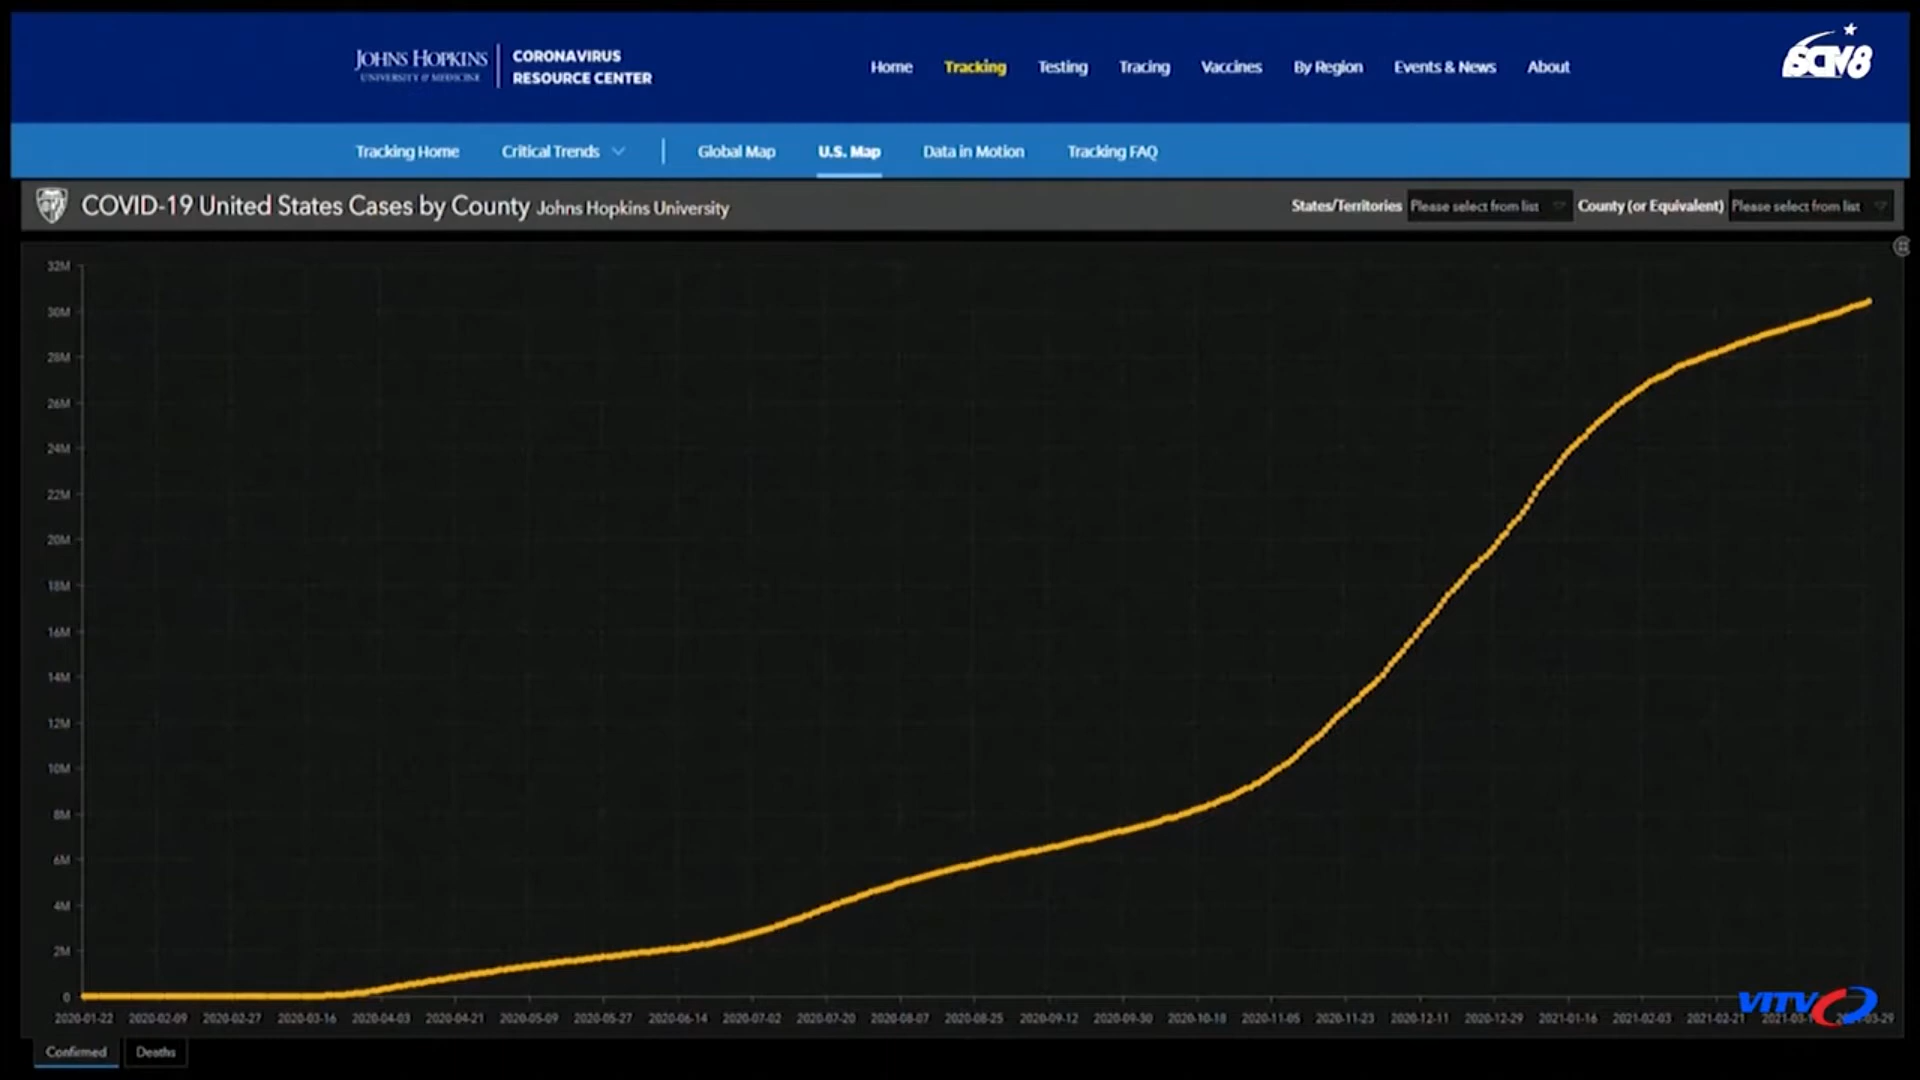 JOHNS HOPKINS
UNIVERSITY & MEDICINE
CORONAVIRUS
RESOURCE CENTER
Home Tracking Testing Tracing Vaccines By Region Events & News About
SCTV8
Tracking Home Critical Trends Global Map U.S. Map Data in Motion Tracking FAQ
COVID-19 United States Cases by County Johns Hopkins University
States/Territories Please select from list County (or Equivalent) Please select from list
32M
30M
28M
26M
24M
22M
20M
18M
16M
14M
12M
10M
8M
6M
4M
2M
0
2020-01-22 2020-02-09 2020-02-27 2020-03-16 2020-04-03 2020-04-21 2020-05-09 2020-05-27 2020-06-14 2020-07-02 2020-07-20 2020-08-07 2020-08-25 2020-09-12 2020-09-30 2020-10-18 2020-11-05 2020-11-23 2020-12-11 2020-12-29 2021-01-16 2021-02-03 2021-02-21
VITV
Confirmed Deaths